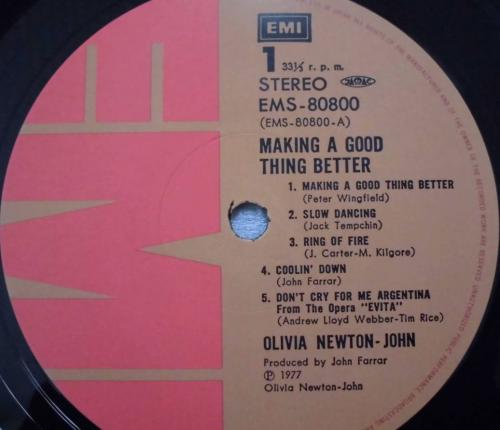 EMI
1 33⅓ r. p. m.
STEREO
EMS-80800
(EMS-80800-A)
MAKING A GOOD
THING BETTER
1. MAKING A GOOD THING BETTER
(Peter Wingfield)
2. SLOW DANCING
(Jack Tempchin)
3. RING OF FIRE
(J. Carter-M. Kilgore)
4. COOLIN' DOWN
(John Farrar)
5. DON'T CRY FOR ME ARGENTINA
From The Opera "EVITA"
(Andrew Lloyd Webber-Tim Rice)
OLIVIA NEWTON-JOHN
Produced by John Farrar
Ⓟ 1977
Olivia Newton-John
EMI